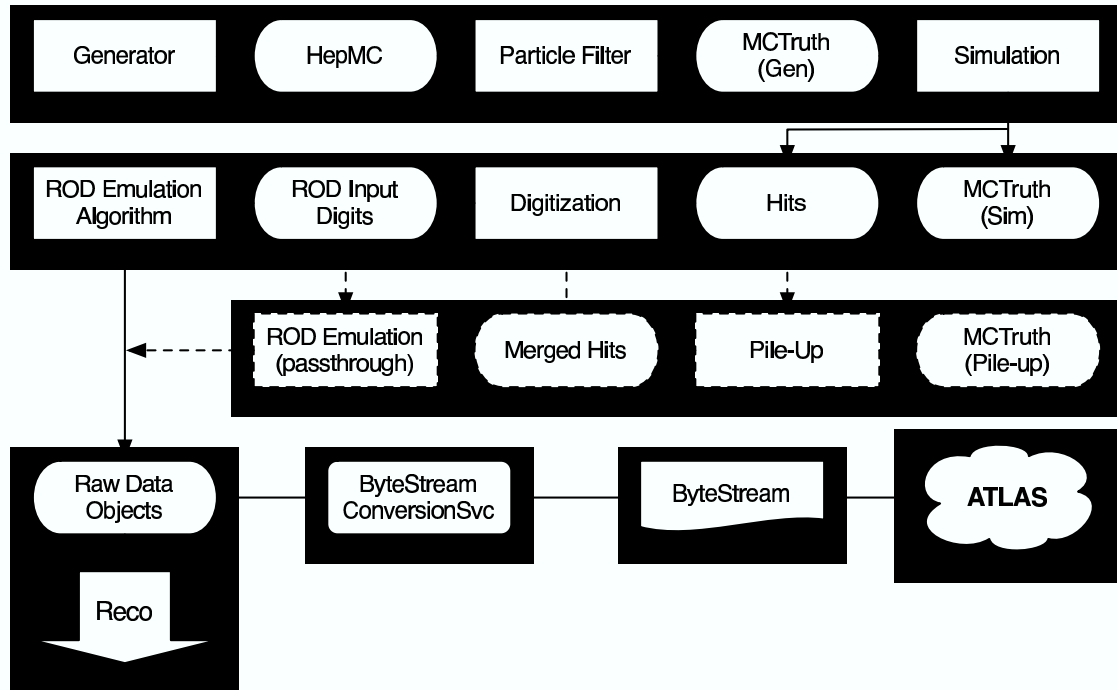 Generator
HepMC
Particle Filter
MCTruth
(Gen)
Simulation
ROD Emulation
Algorithm
ROD Input
Digits
Digitization
Hits
MCTruth
(Sim)
ROD Emulation
(passthrough)
Merged Hits
Pile-Up
MCTruth
(Pile-up)
Raw Data
Objects
ByteStream
ConversionSvc
ByteStream
ATLAS
Reco